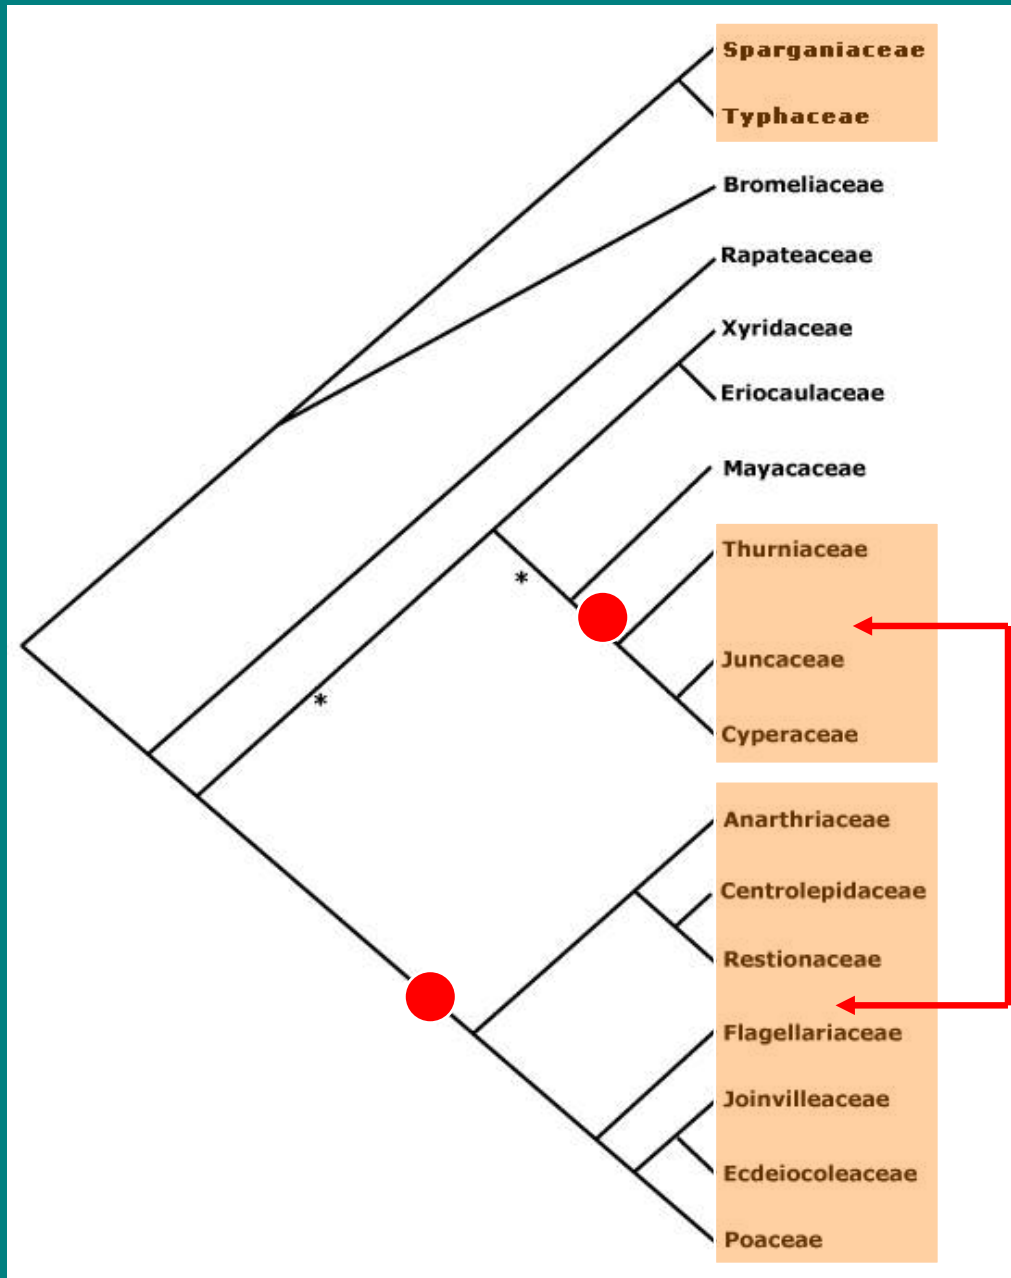 Sparganiaceae
Typhaceae
Bromeliaceae
Rapateaceae
Xyridaceae
Eriocaulaceae
Mayacaceae
Thurniaceae
*
Juncaceae
*
Cyperaceae
Anarthriaceae
Centrolepidaceae
Restionaceae
Flagellariaceae
Joinvilleaceae
Ecdeiocoleaceae
Poaceae